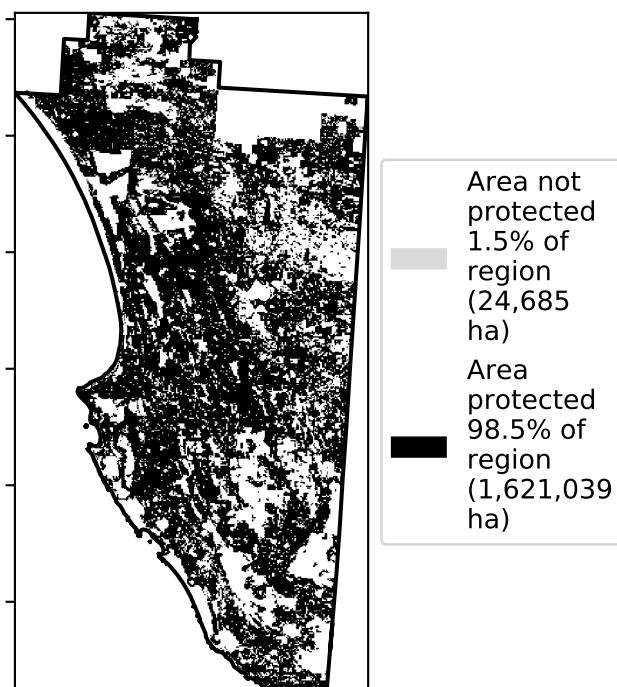 Area not
protected
1.5% of
region
(24,685
ha)
Area
protected
98.5% of
region
(1,621,039
ha)